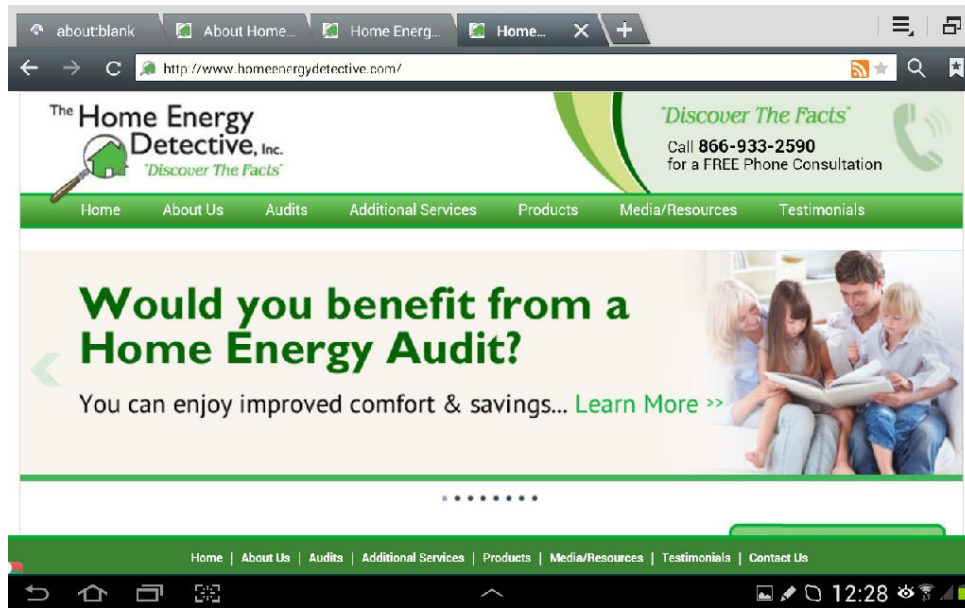 about:blank
About Home...
Home Energ...
Home...
http://www.homeenergydetective.com/
The Home Energy
Detective, Inc.
"Discover The Facts"
"Discover The Facts"
Call 866-933-2590
for a FREE Phone Consultation
Home About Us Audits Additional Services Products Media/Resources Testimonials
Would you benefit from a
Home Energy Audit?
You can enjoy improved comfort & savings... Learn More >>
Home | About Us | Audits | Additional Services | Products | Media/Resources | Testimonials | Contact Us
12:28